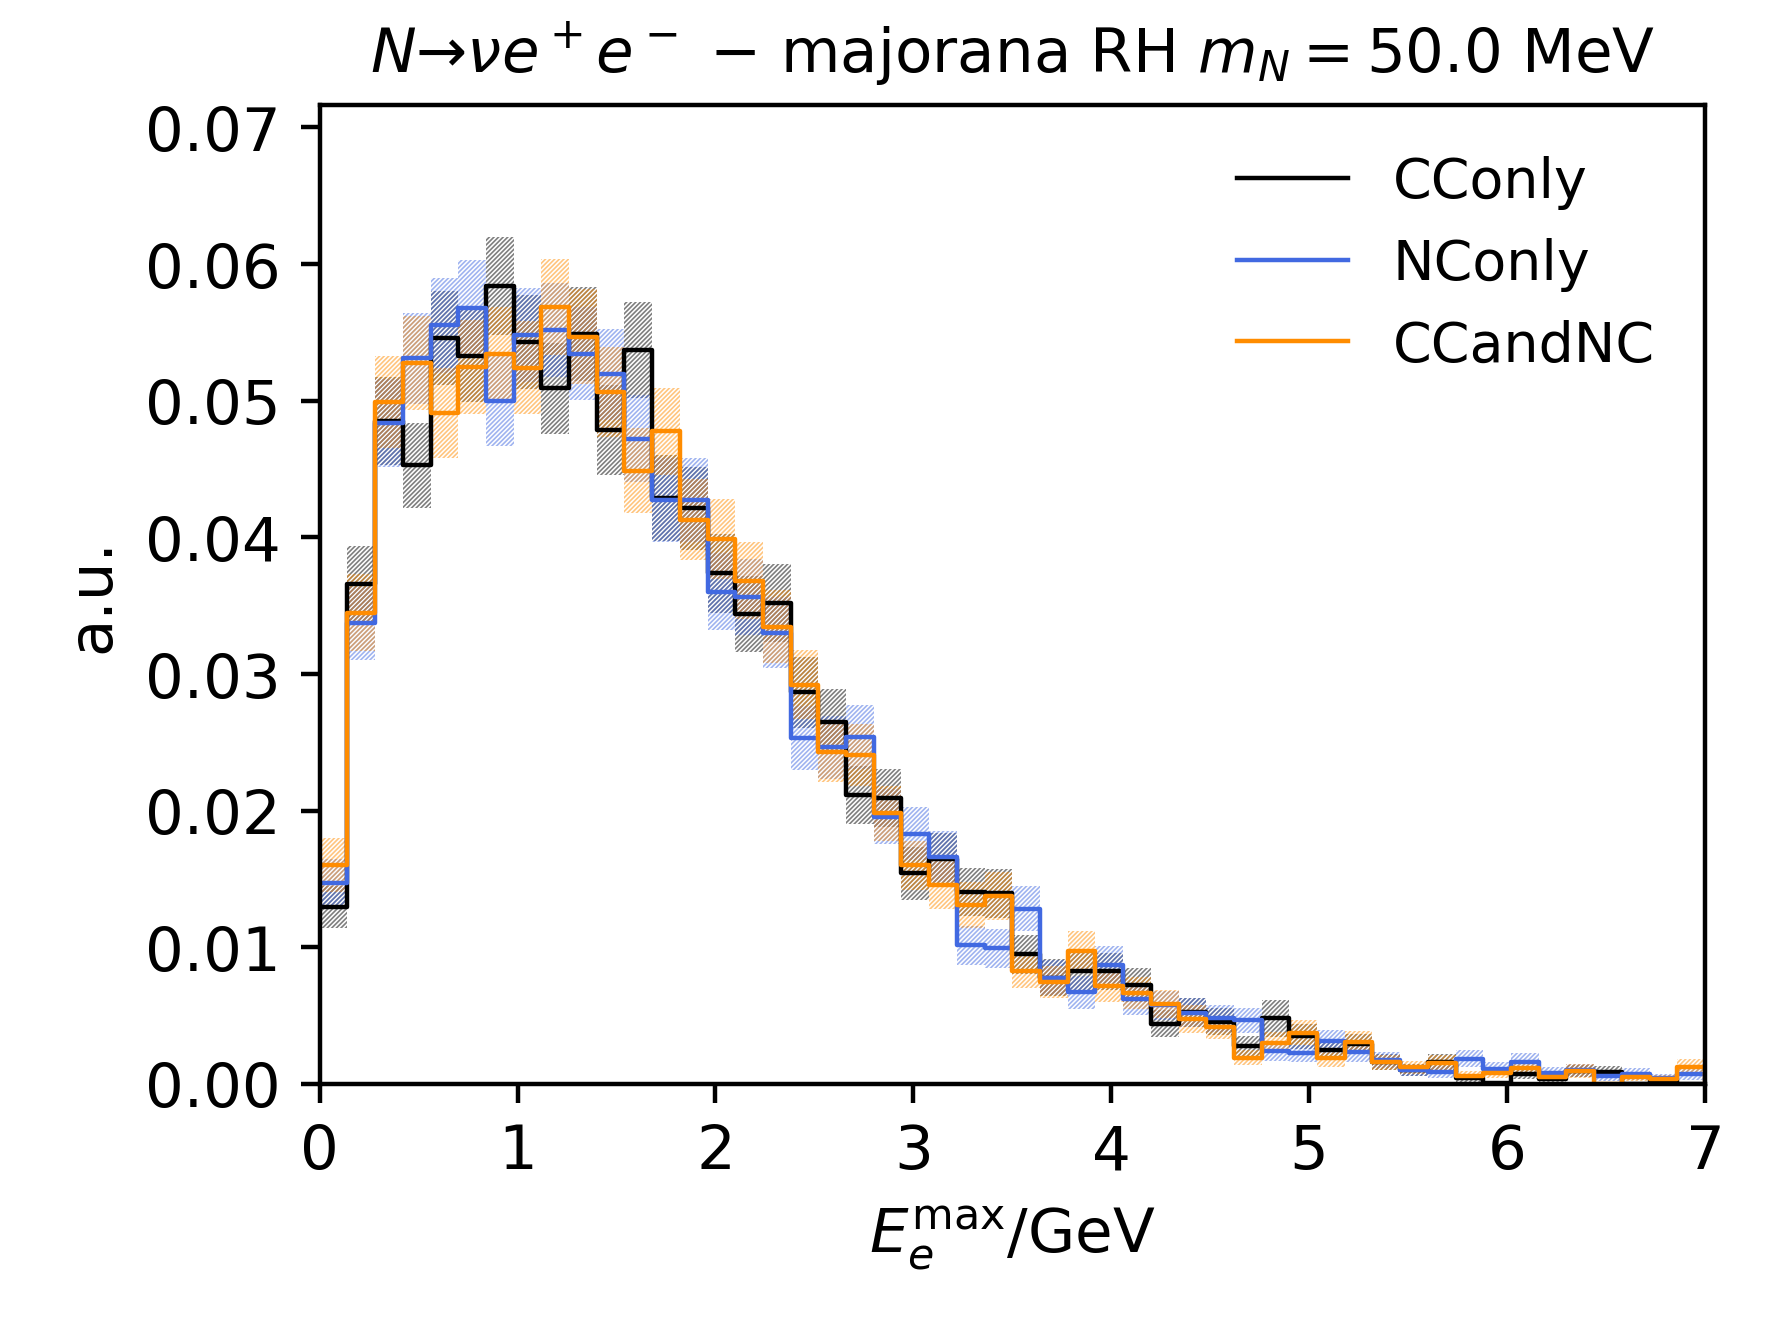 N→νe⁺e⁻ − majorana RH m_N = 50.0 MeV
0.07
0.06
0.05
0.04
0.03
0.02
0.01
0.00
a.u.
CConly
NConly
CCandNC
0 1 2 3 4 5 6 7
E_e^max/GeV